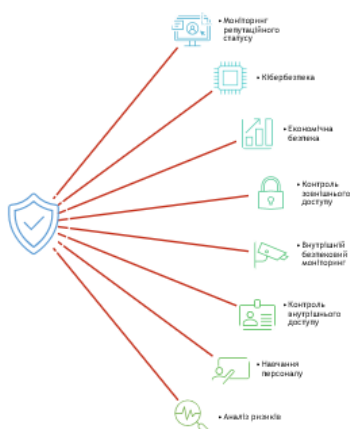 • Моніторинг
репутаційного
статусу
• Кібербезпека
• Економічна
безпека
• Контроль
зовнішнього
доступу
• Внутрішній
безпековий
моніторинг
• Контроль
внутрішнього
доступу
• Навчання
персоналу
• Аналіз ризиків